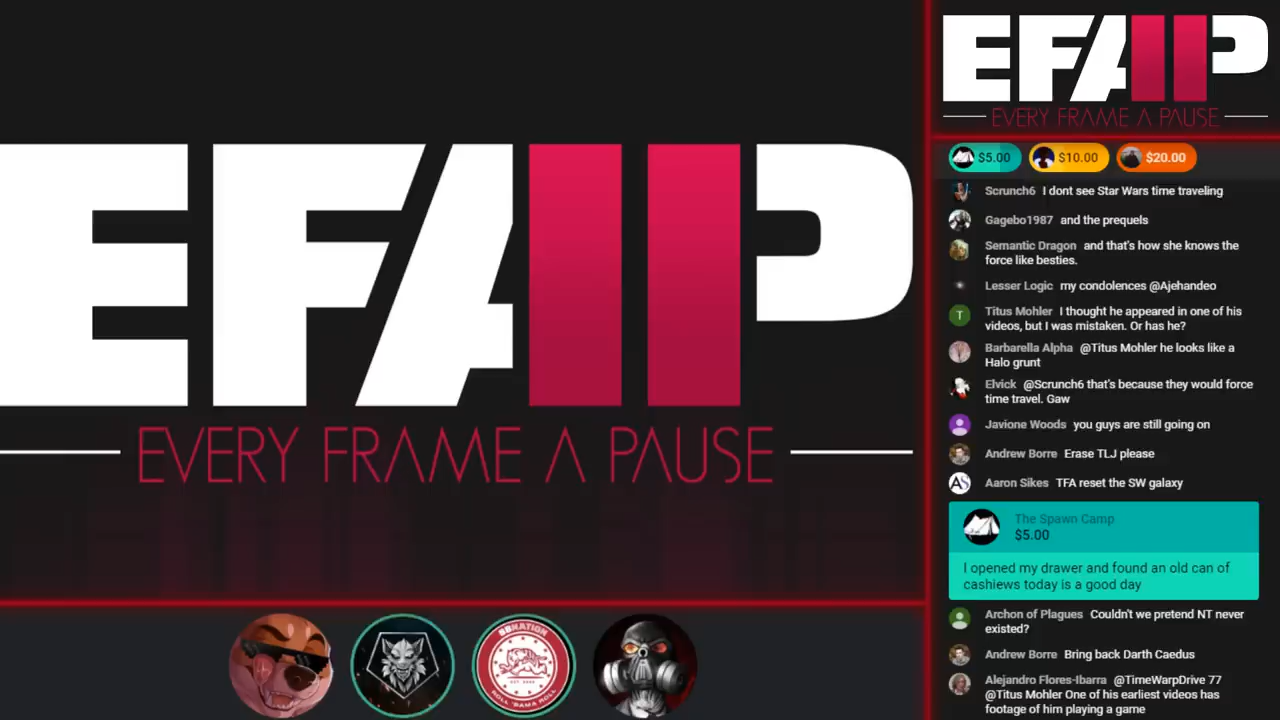 EFAP
EVERY FRAME A PAUSE
BBNATION
ROLL 'BAMA ROLL
EFAP
EVERY FRAME A PAUSE
$5.00 $10.00 $20.00
Scrunch6 I dont see Star Wars time traveling
Gagebo1987 and the prequels
Semantic Dragon and that's how she knows the
force like besties.
Lesser Logic my condolences @Ajehandeo
T Titus Mohler I thought he appeared in one of his
videos, but I was mistaken. Or has he?
Barbarella Alpha @Titus Mohler he looks like a
Halo grunt
Elvick @Scrunch6 that's because they would force
time travel. Gaw
Javione Woods you guys are still going on
Andrew Borre Erase TLJ please
AS Aaron Sikes TFA reset the SW galaxy
The Spawn Camp
$5.00
I opened my drawer and found an old can of
cashiews today is a good day
Archon of Plagues Couldn't we pretend NT never
existed?
Andrew Borre Bring back Darth Caedus
Alejandro Flores-Ibarra @TimeWarpDrive 77
@Titus Mohler One of his earliest videos has
footage of him playing a game